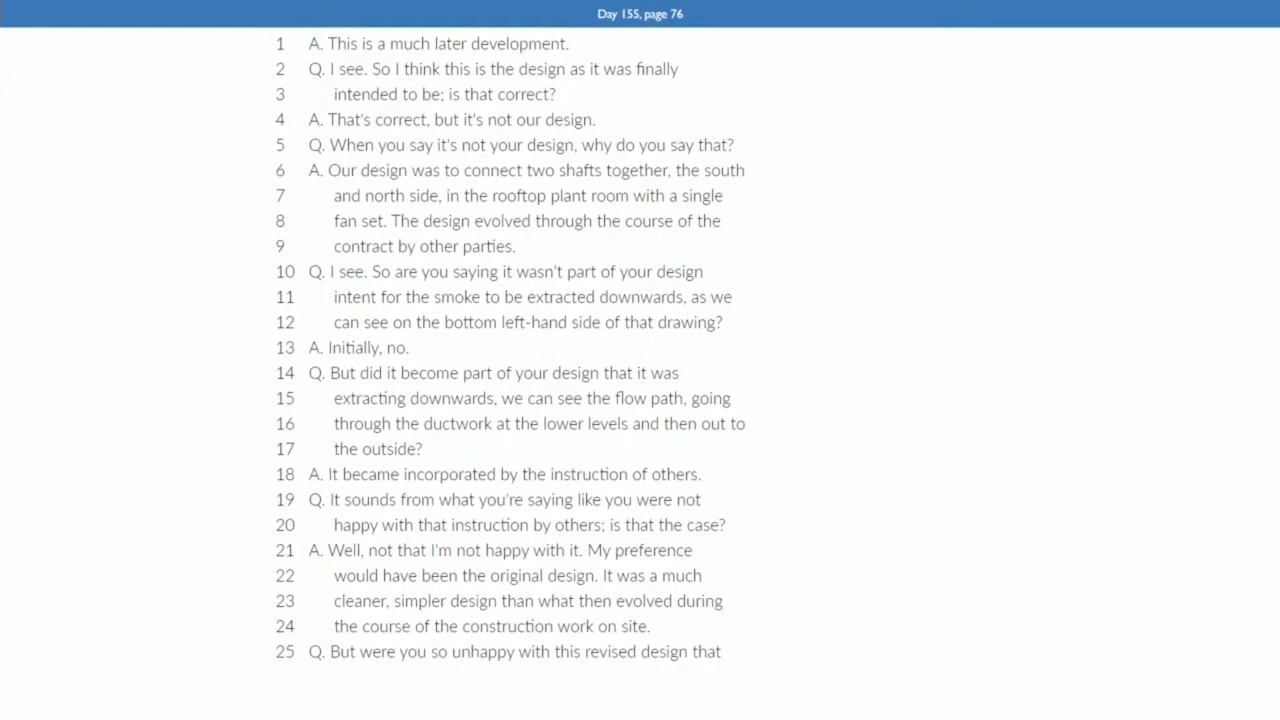 Day 155, page 76
1 A. This is a much later development.
2 Q. I see. So I think this is the design as it was finally
3 intended to be; is that correct?
4 A. That's correct, but it's not our design.
5 Q. When you say it's not your design, why do you say that?
6 A. Our design was to connect two shafts together, the south
7 and north side, in the rooftop plant room with a single
8 fan set. The design evolved through the course of the
9 contract by other parties.
10 Q. I see. So are you saying it wasn't part of your design
11 intent for the smoke to be extracted downwards, as we
12 can see on the bottom left-hand side of that drawing?
13 A. Initially, no.
14 Q. But did it become part of your design that it was
15 extracting downwards, we can see the flow path, going
16 through the ductwork at the lower levels and then out to
17 the outside?
18 A. It became incorporated by the instruction of others.
19 Q. It sounds from what you're saying like you were not
20 happy with that instruction by others; is that the case?
21 A. Well, not that I'm not happy with it. My preference
22 would have been the original design. It was a much
23 cleaner, simpler design than what then evolved during
24 the course of the construction work on site.
25 Q. But were you so unhappy with this revised design that